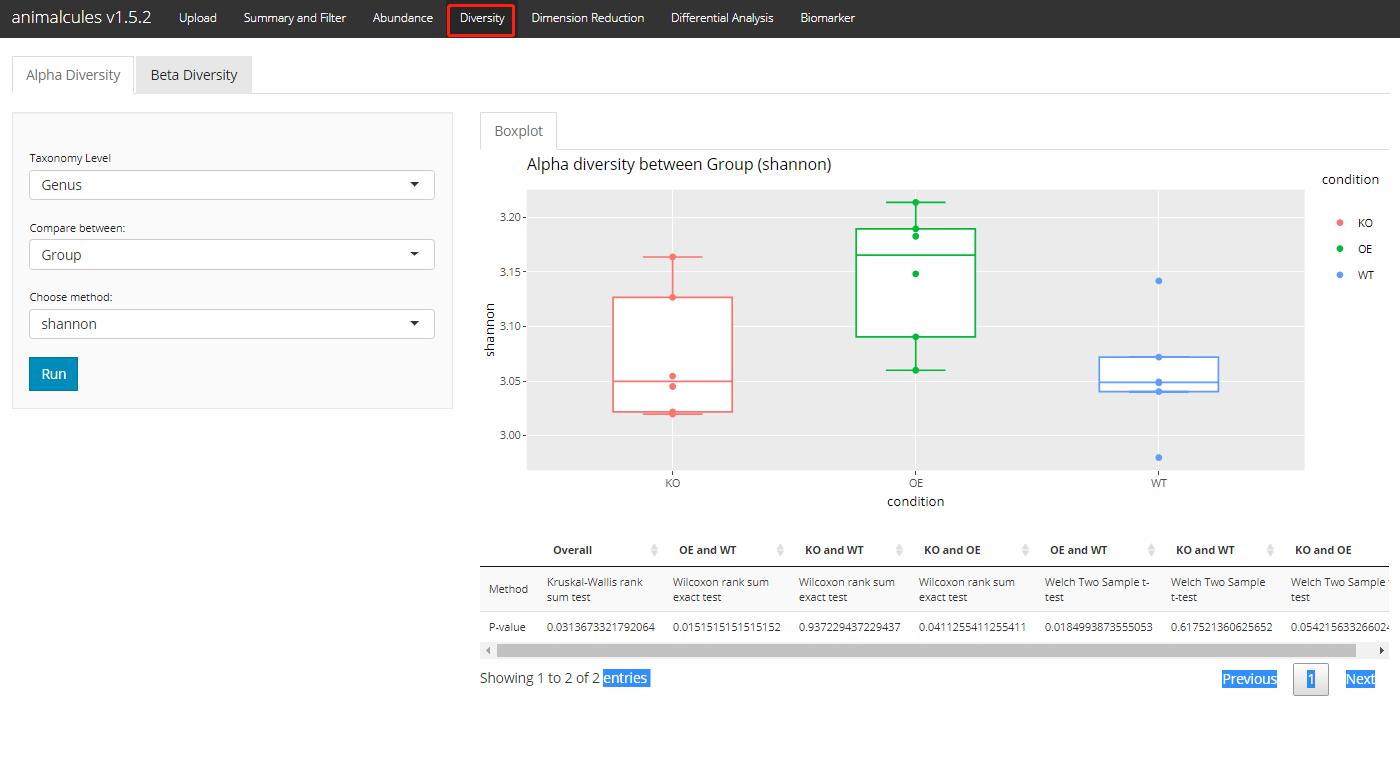 animalcules v1.5.2 Upload Summary and Filter Abundance Diversity Dimension Reduction Differential Analysis Biomarker
Alpha Diversity Beta Diversity
Taxonomy Level
Genus
Compare between:
Group
Choose method:
shannon
Run
Boxplot
Alpha diversity between Group (shannon)
condition
KO
OE
WT
shannon
3.20
3.15
3.10
3.05
3.00
KO OE WT
condition
Overall OE and WT KO and WT KO and OE OE and WT KO and WT KO and OE
Method Kruskal-Wallis rank sum test Wilcoxon rank sum exact test Wilcoxon rank sum exact test Wilcoxon rank sum exact test Welch Two Sample t-test Welch Two Sample t-test Welch Two Sample test
P-value 0.0313673321792064 0.0151515151515152 0.937229437229437 0.0411255411255411 0.0184993873555053 0.617521360625652 0.05421563326602
Showing 1 to 2 of 2 entries
Previous 1 Next